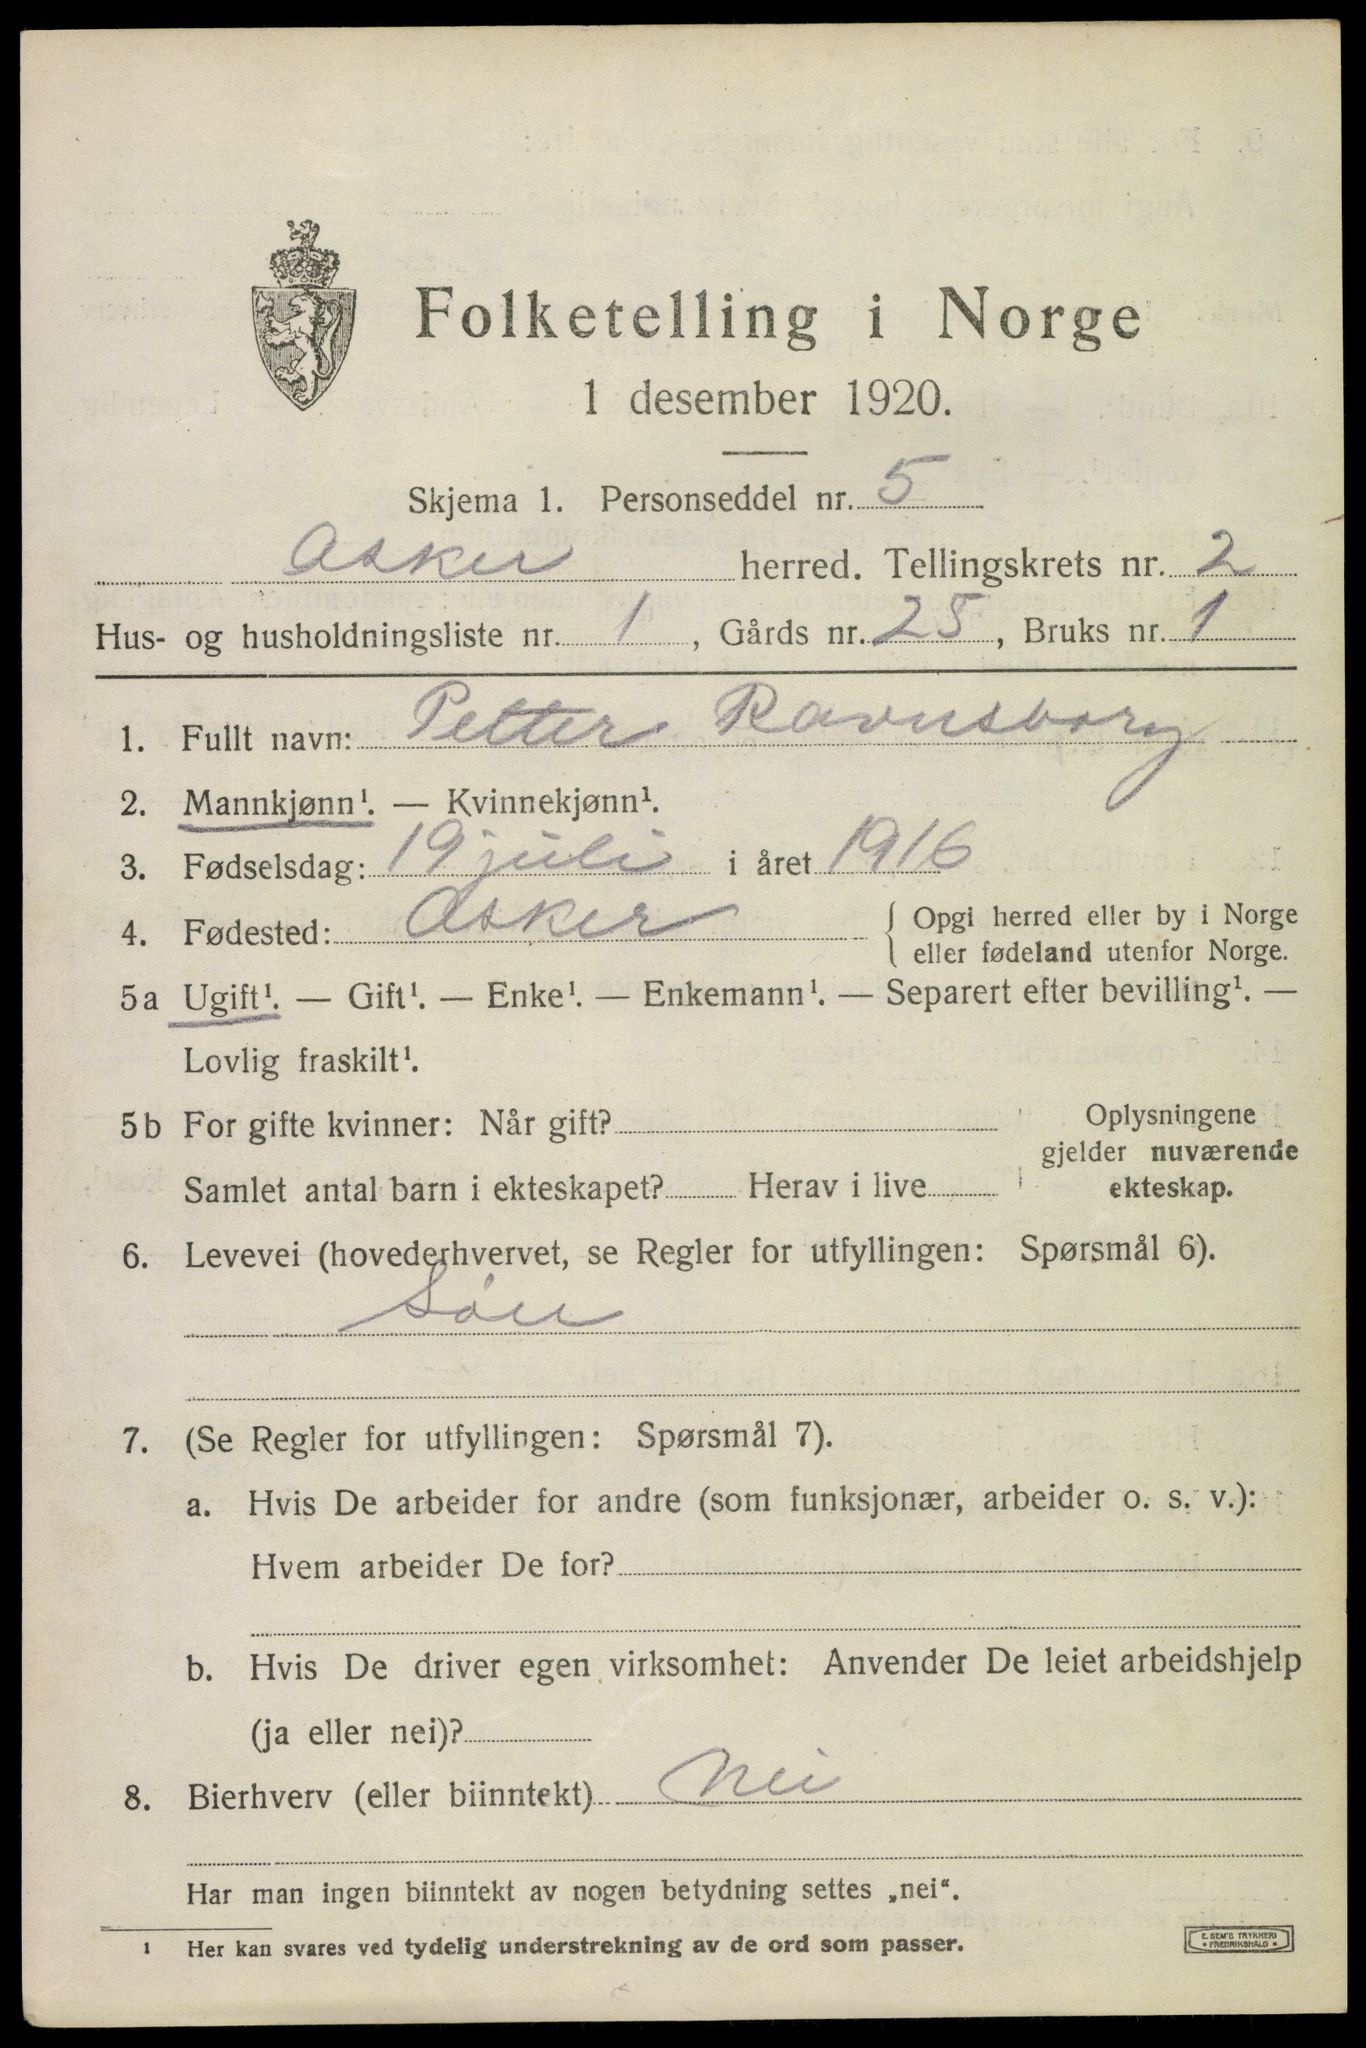 Folketelling i Norge
1 desember 1920.
Skjema 1. Personseddel nr. 5
Asker herred. Tellingskrets nr. 2
Hus- og husholdningsliste nr. 1, Gårds nr. 25, Bruks nr. 1
1. Fullt navn: Petter Ravnsborg
2. Mannkjønn¹. — Kvinnekjønn¹.
3. Fødselsdag: 19 juli i året 1916
4. Fødested: Asker { Opgi herred eller by i Norge
eller fødeland utenfor Norge.
5a Ugift¹. — Gift¹. — Enke¹. — Enkemann¹. — Separert efter bevilling¹. —
Lovlig fraskilt¹.
5b For gifte kvinner: Når gift? Oplysningene
gjelder nuværende
Samlet antal barn i ekteskapet? Herav i live ekteskap.
6. Levevei (hovederhvervet, se Regler for utfyllingen: Spørsmål 6).
Søn
7. (Se Regler for utfyllingen: Spørsmål 7).
a. Hvis De arbeider for andre (som funksjonær, arbeider o. s. v.):
Hvem arbeider De for?
b. Hvis De driver egen virksomhet: Anvender De leiet arbeidshjelp
(ja eller nei)?
8. Bierhverv (eller biinntekt) Nei
Har man ingen biinntekt av nogen betydning settes „nei“.
¹ Her kan svares ved tydelig understrekning av de ord som passer.
E. SEM'S TRYKKERI
• FREDRIKSHALD •